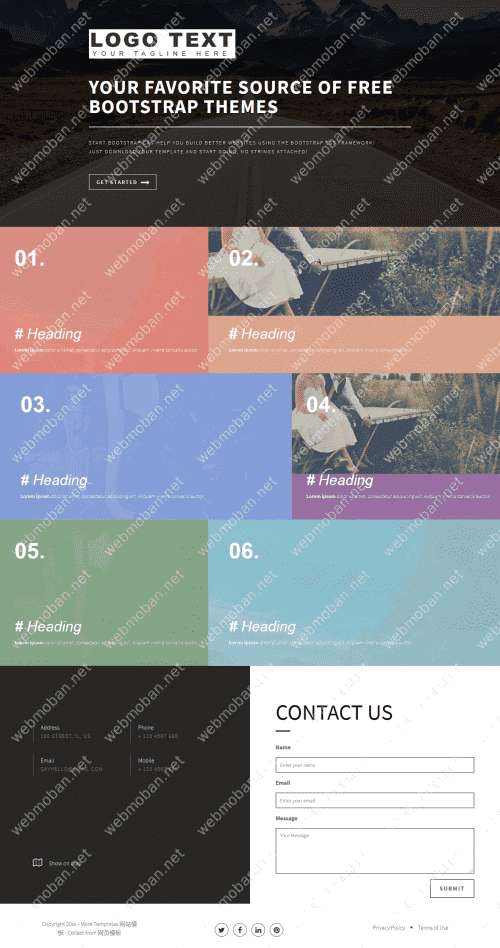 LOGO TEXT
YOUR TAGLINE HERE
YOUR FAVORITE SOURCE OF FREE
BOOTSTRAP THEMES
START BOOTSTRAP CAN HELP YOU BUILD BETTER WEBSITES USING THE BOOTSTRAP CSS FRAMEWORK!
JUST DOWNLOAD YOUR TEMPLATE AND START GOING, NO STRINGS ATTACHED!
GET STARTED
01.
02.
# Heading
# Heading
Lorem ipsum dolor sit amet, consectetur adipiscing elit. Aliquam viverra convallis auctor.
Lorem ipsum dolor sit amet, consectetur adipiscing elit. Aliquam viverra convallis auctor.
03.
04.
# Heading
# Heading
Lorem ipsum dolor sit amet, consectetur adipiscing elit. Aliquam viverra convallis auctor.
Lorem ipsum dolor sit amet, consectetur adipiscing elit. Aliquam viverra convallis auctor.
05.
06.
# Heading
# Heading
Lorem ipsum dolor sit amet, consectetur adipiscing elit. Aliquam viverra convallis auctor.
Lorem ipsum dolor sit amet, consectetur adipiscing elit. Aliquam viverra convallis auctor.
Address
Phone
STREET, IL, US
+ 123 4567 890
Email
Mobile
Show on map
CONTACT US
Name
Enter your name
Email
Enter your email
Message
Your Message
SUBMIT
Copyright 20xx - More Templates 网站模
板 - Collect from 网页模板
Privacy Policy
Terms of Use
webmoban.net